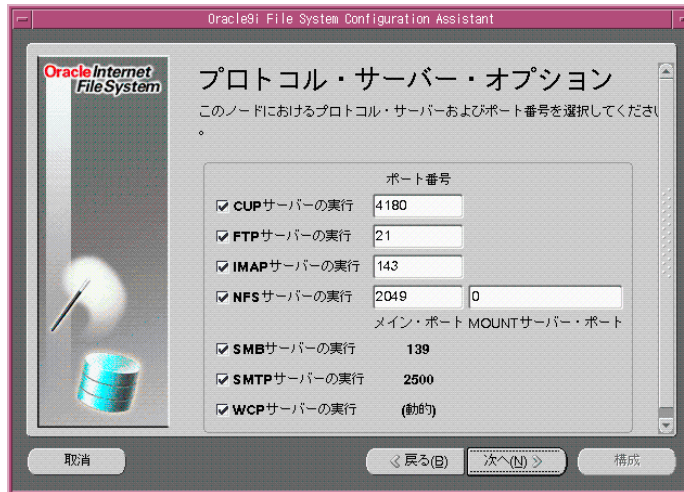 Oracle9i File System Configuration Assistant
Oracle Internet
File System
プロトコル・サーバー・オプション
このノードにおけるプロトコル・サーバーおよびポート番号を選択してください
。
ポート番号
CUPサーバーの実行 4180
FTPサーバーの実行 21
IMAPサーバーの実行 143
NFSサーバーの実行 2049 0
メイン・ポート MOUNTサーバー・ポート
SMBサーバーの実行 139
SMTPサーバーの実行 2500
WCPサーバーの実行 (動的)
取消 戻る(B) 次へ(N) 構成